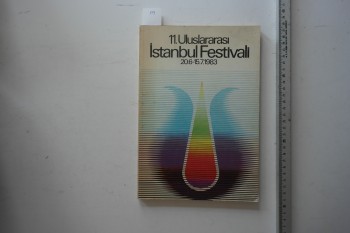 11. Uluslararası
İstanbul Festivali
20.6-15.7.1983